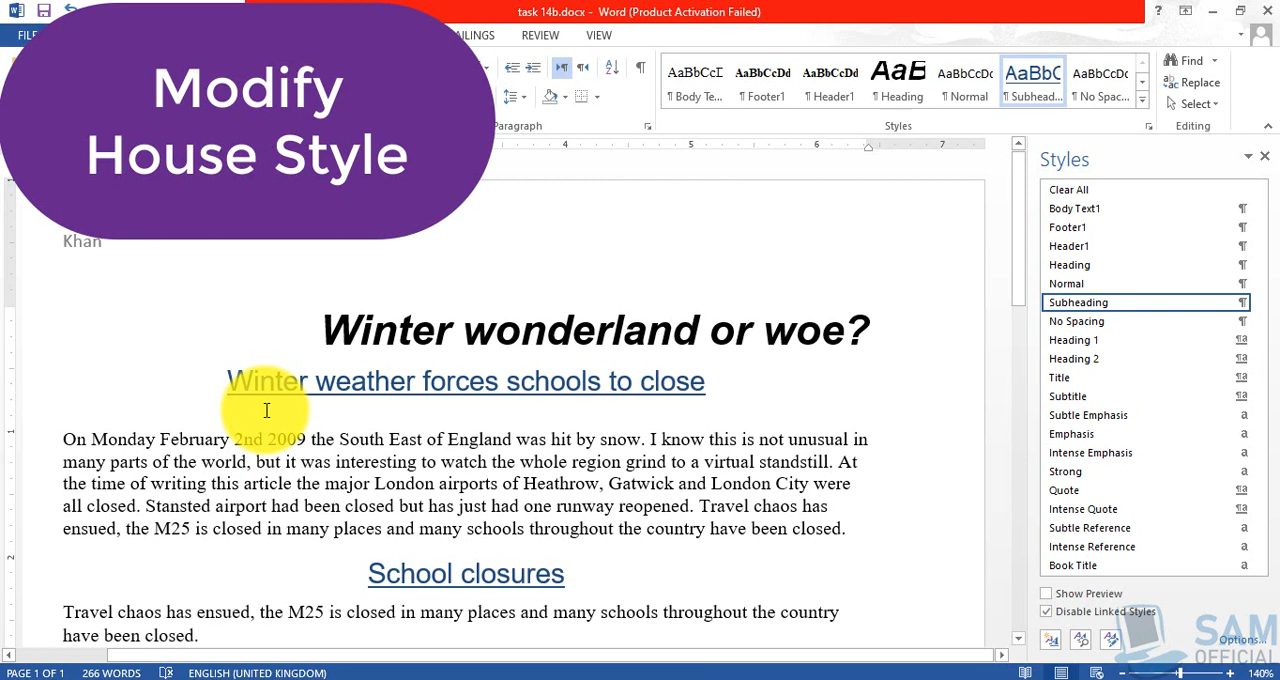 task 14b.docx - Word (Product Activation Failed)
?
FILE
AILINGS
REVIEW
VIEW
Modify
House Style
AaBbCcI
¶ Body Te...
AaBbCcDd
¶ Footer1
AaBbCcDd
¶ Header1
AaB
¶ Heading
AaBbCcDc
¶ Normal
AaBbC
¶ Subhead...
AaBbCcDc
¶ No Spac...
Find
Replace
Select
Paragraph
Styles
Editing
4 5 6 7
Styles
Clear All
Body Text1
Footer1
Header1
Heading
Normal
Subheading
No Spacing
Heading 1
Heading 2
Title
Subtitle
Subtle Emphasis
Emphasis
Intense Emphasis
Strong
Quote
Intense Quote
Subtle Reference
Intense Reference
Book Title
Show Preview
Disable Linked Styles
Options...
Khan
Winter wonderland or woe?
Winter weather forces schools to close
On Monday February 2nd 2009 the South East of England was hit by snow. I know this is not unusual in
many parts of the world, but it was interesting to watch the whole region grind to a virtual standstill. At
the time of writing this article the major London airports of Heathrow, Gatwick and London City were
all closed. Stansted airport had been closed but has just had one runway reopened. Travel chaos has
ensued, the M25 is closed in many places and many schools throughout the country have been closed.
School closures
Travel chaos has ensued, the M25 is closed in many places and many schools throughout the country
have been closed.
1
2
SAM
OFFICIAL
PAGE 1 OF 1
266 WORDS
ENGLISH (UNITED KINGDOM)
140%